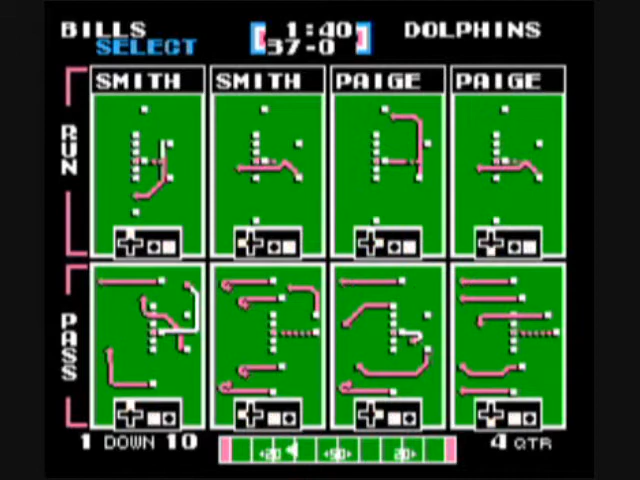 BILLS 1:40 DOLPHINS
SELECT 37-0
SMITH SMITH PAIGE PAIGE
RUN
PASS
1 DOWN 10 4 QTR
20 50 20